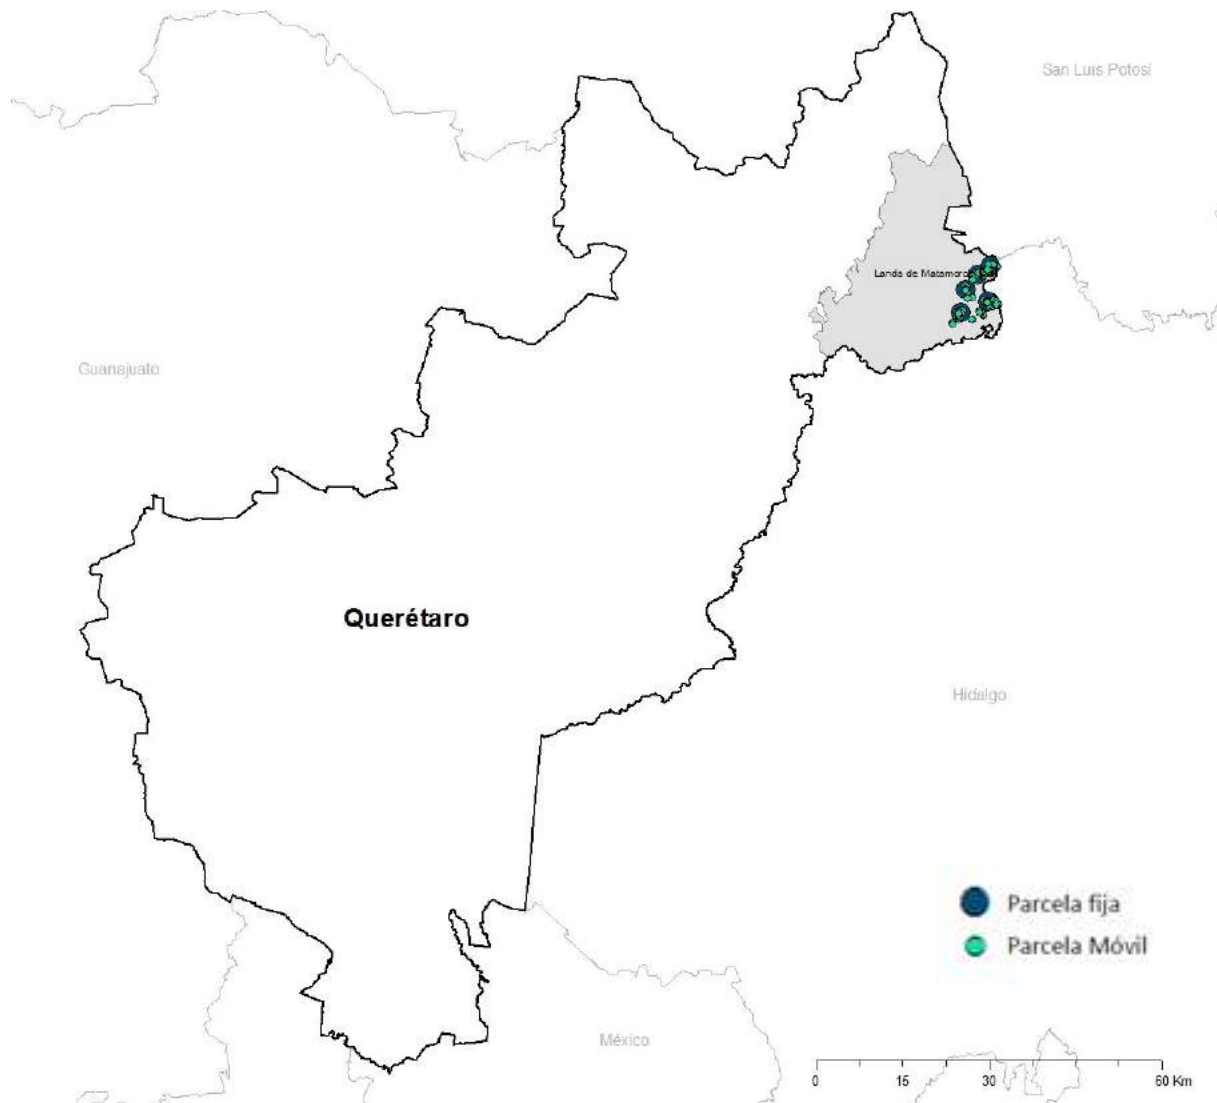 San Luis Potosí
Landa de Matamoros
Guanajuato
Querétaro
Hidalgo
Parcela fija
Parcela Móvil
México
0 15 30 60 Km